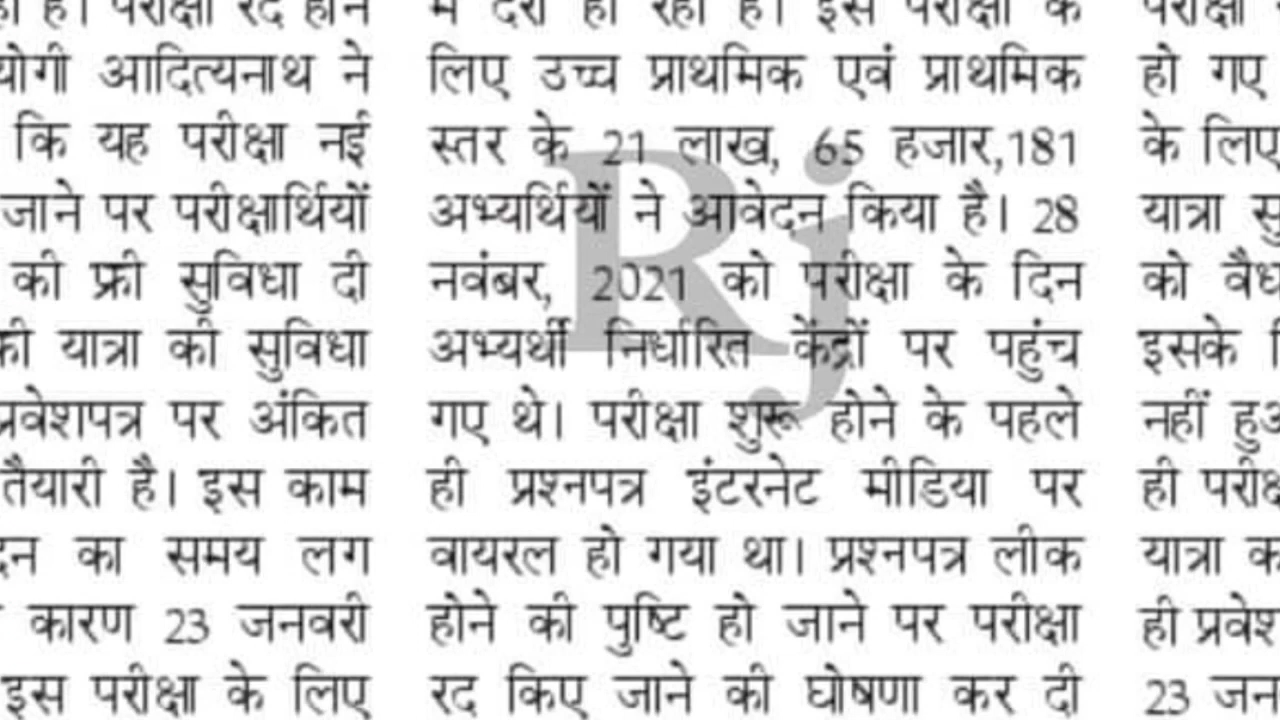 है। परीक्षा रद होने
योगी आदित्यनाथ ने
कि यह परीक्षा नई
जाने पर परीक्षार्थियों
की फ्री सुविधा दी
यात्रा की सुविधा
प्रवेशपत्र पर अंकित
तैयारी है। इस काम
का समय लग
कारण 23 जनवरी
इस परीक्षा के लिए
में देरी हो रही है। इस परीक्षा के
लिए उच्च प्राथमिक एवं प्राथमिक
स्तर के 21 लाख, 65 हजार,181
अभ्यर्थियों ने आवेदन किया है। 28
नवंबर, 2021 को परीक्षा के दिन
अभ्यर्थी निर्धारित केंद्रों पर पहुंच
गए थे। परीक्षा शुरू होने के पहले
ही प्रश्नपत्र इंटरनेट मीडिया पर
वायरल हो गया था। प्रश्नपत्र लीक
होने की पुष्टि हो जाने पर परीक्षा
रद किए जाने की घोषणा कर दी
परीक्षा
हो गए
के लिए
यात्रा
को
इसके
नहीं
ही
यात्रा
ही
23
Rj